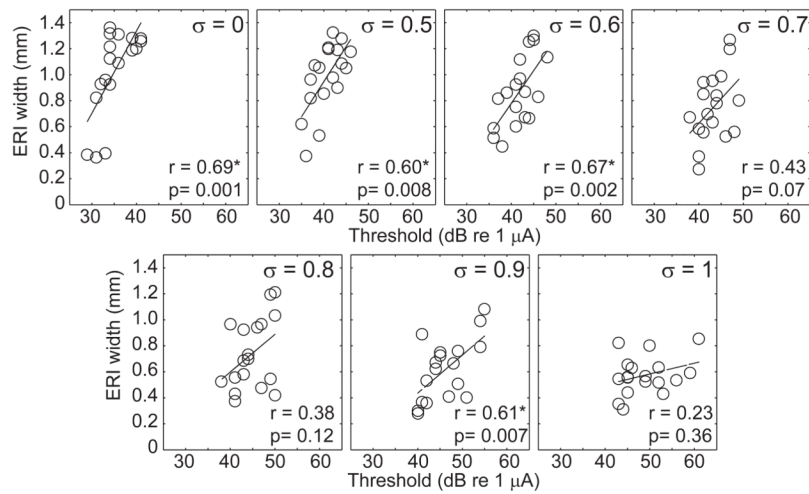 σ = 0
σ = 0.5
σ = 0.6
σ = 0.7
ERI width (mm)
1.4
1.2
1.0
0.8
0.6
0.4
0.2
0
r = 0.69*
p= 0.001
r = 0.60*
p= 0.008
r = 0.67*
p= 0.002
r = 0.43
p= 0.07
30 40 50 60
30 40 50 60
30 40 50 60
30 40 50 60
Threshold (dB re 1 μA)
σ = 0.8
σ = 0.9
σ = 1
ERI width (mm)
1.4
1.2
1.0
0.8
0.6
0.4
0.2
0
r = 0.38
p= 0.12
r = 0.61*
p= 0.007
r = 0.23
p= 0.36
30 40 50 60
30 40 50 60
30 40 50 60
Threshold (dB re 1 μA)